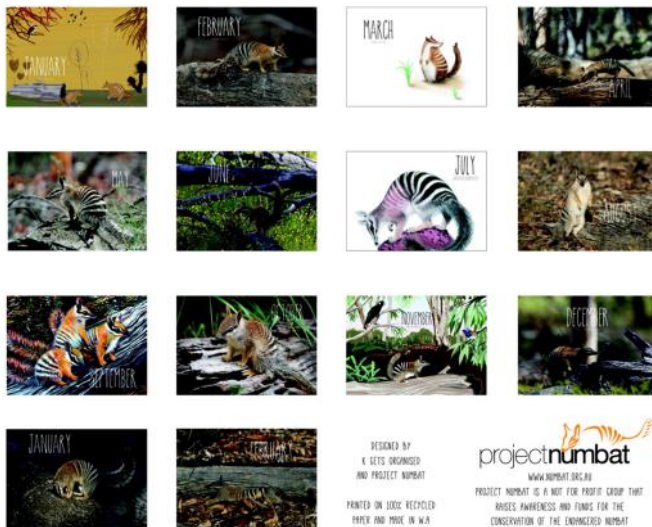 JANUARY
FEBRUARY
MARCH
APRIL
MAY
JUNE
JULY
AUGUST
SEPTEMBER
OCTOBER
NOVEMBER
DECEMBER
JANUARY
FEBRUARY
DESIGNED BY
K GETS ORGANISED
AND PROJECT NUMBAT
PRINTED ON 100% RECYCLED
PAPER AND MADE IN W.A
projectnumbat
WWW.NUMBAT.ORG.AU
PROJECT NUMBAT IS A NOT FOR PROFIT GROUP THAT
RAISES AWARENESS AND FUNDS FOR THE
CONSERVATION OF THE ENDANGERED NUMBAT